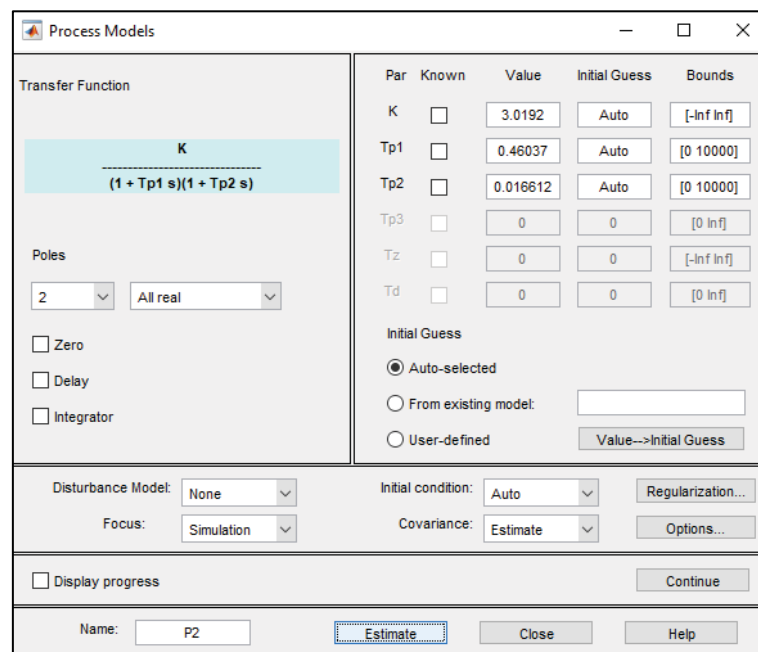 Process Models
Transfer Function
K
-------------------------------
(1 + Tp1 s)(1 + Tp2 s)
Poles
2 All real
Zero
Delay
Integrator
Par Known Value Initial Guess Bounds
K 3.0192 Auto [-Inf Inf]
Tp1 0.46037 Auto [0 10000]
Tp2 0.016612 Auto [0 10000]
Tp3 0 0 [0 Inf]
Tz 0 0 [-Inf Inf]
Td 0 0 [0 Inf]
Initial Guess
Auto-selected
From existing model:
User-defined Value-->Initial Guess
Disturbance Model: None Initial condition: Auto Regularization...
Focus: Simulation Covariance: Estimate Options...
Display progress Continue
Name: P2 Estimate Close Help